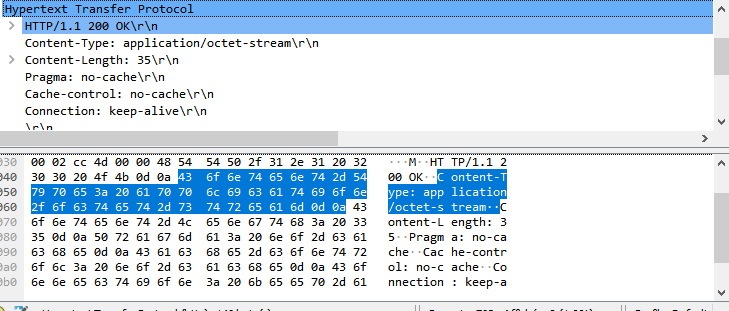 Hypertext Transfer Protocol
HTTP/1.1 200 OK\r\n
Content-Type: application/octet-stream\r\n
Content-Length: 35\r\n
Pragma: no-cache\r\n
Cache-control: no-cache\r\n
Connection: keep-alive\r\n
\r\n
030 00 02 cc 4d 00 00 48 54 54 50 2f 31 2e 31 20 32 ···M··HT TP/1.1 2
040 30 30 20 4f 4b 0d 0a 43 6f 6e 74 65 6e 74 2d 54 00 OK··C ontent-T
050 79 70 65 3a 20 61 70 70 6c 69 63 61 74 69 6f 6e ype: app lication
060 2f 6f 63 74 65 74 2d 73 74 72 65 61 6d 0d 0a 43 /octet-s tream··C
070 6f 6e 74 65 6e 74 2d 4c 65 6e 67 74 68 3a 20 33 ontent-L ength: 3
080 35 0d 0a 50 72 61 67 6d 61 3a 20 6e 6f 2d 63 61 5··Pragm a: no-ca
090 63 68 65 0d 0a 43 61 63 68 65 2d 63 6f 6e 74 72 che··Cac he-contr
0a0 6f 6c 3a 20 6e 6f 2d 63 61 63 68 65 0d 0a 43 6f ol: no-c ache··Co
0b0 6e 6e 65 63 74 69 6f 6e 3a 20 6b 65 65 70 2d 61 nnection : keep-a